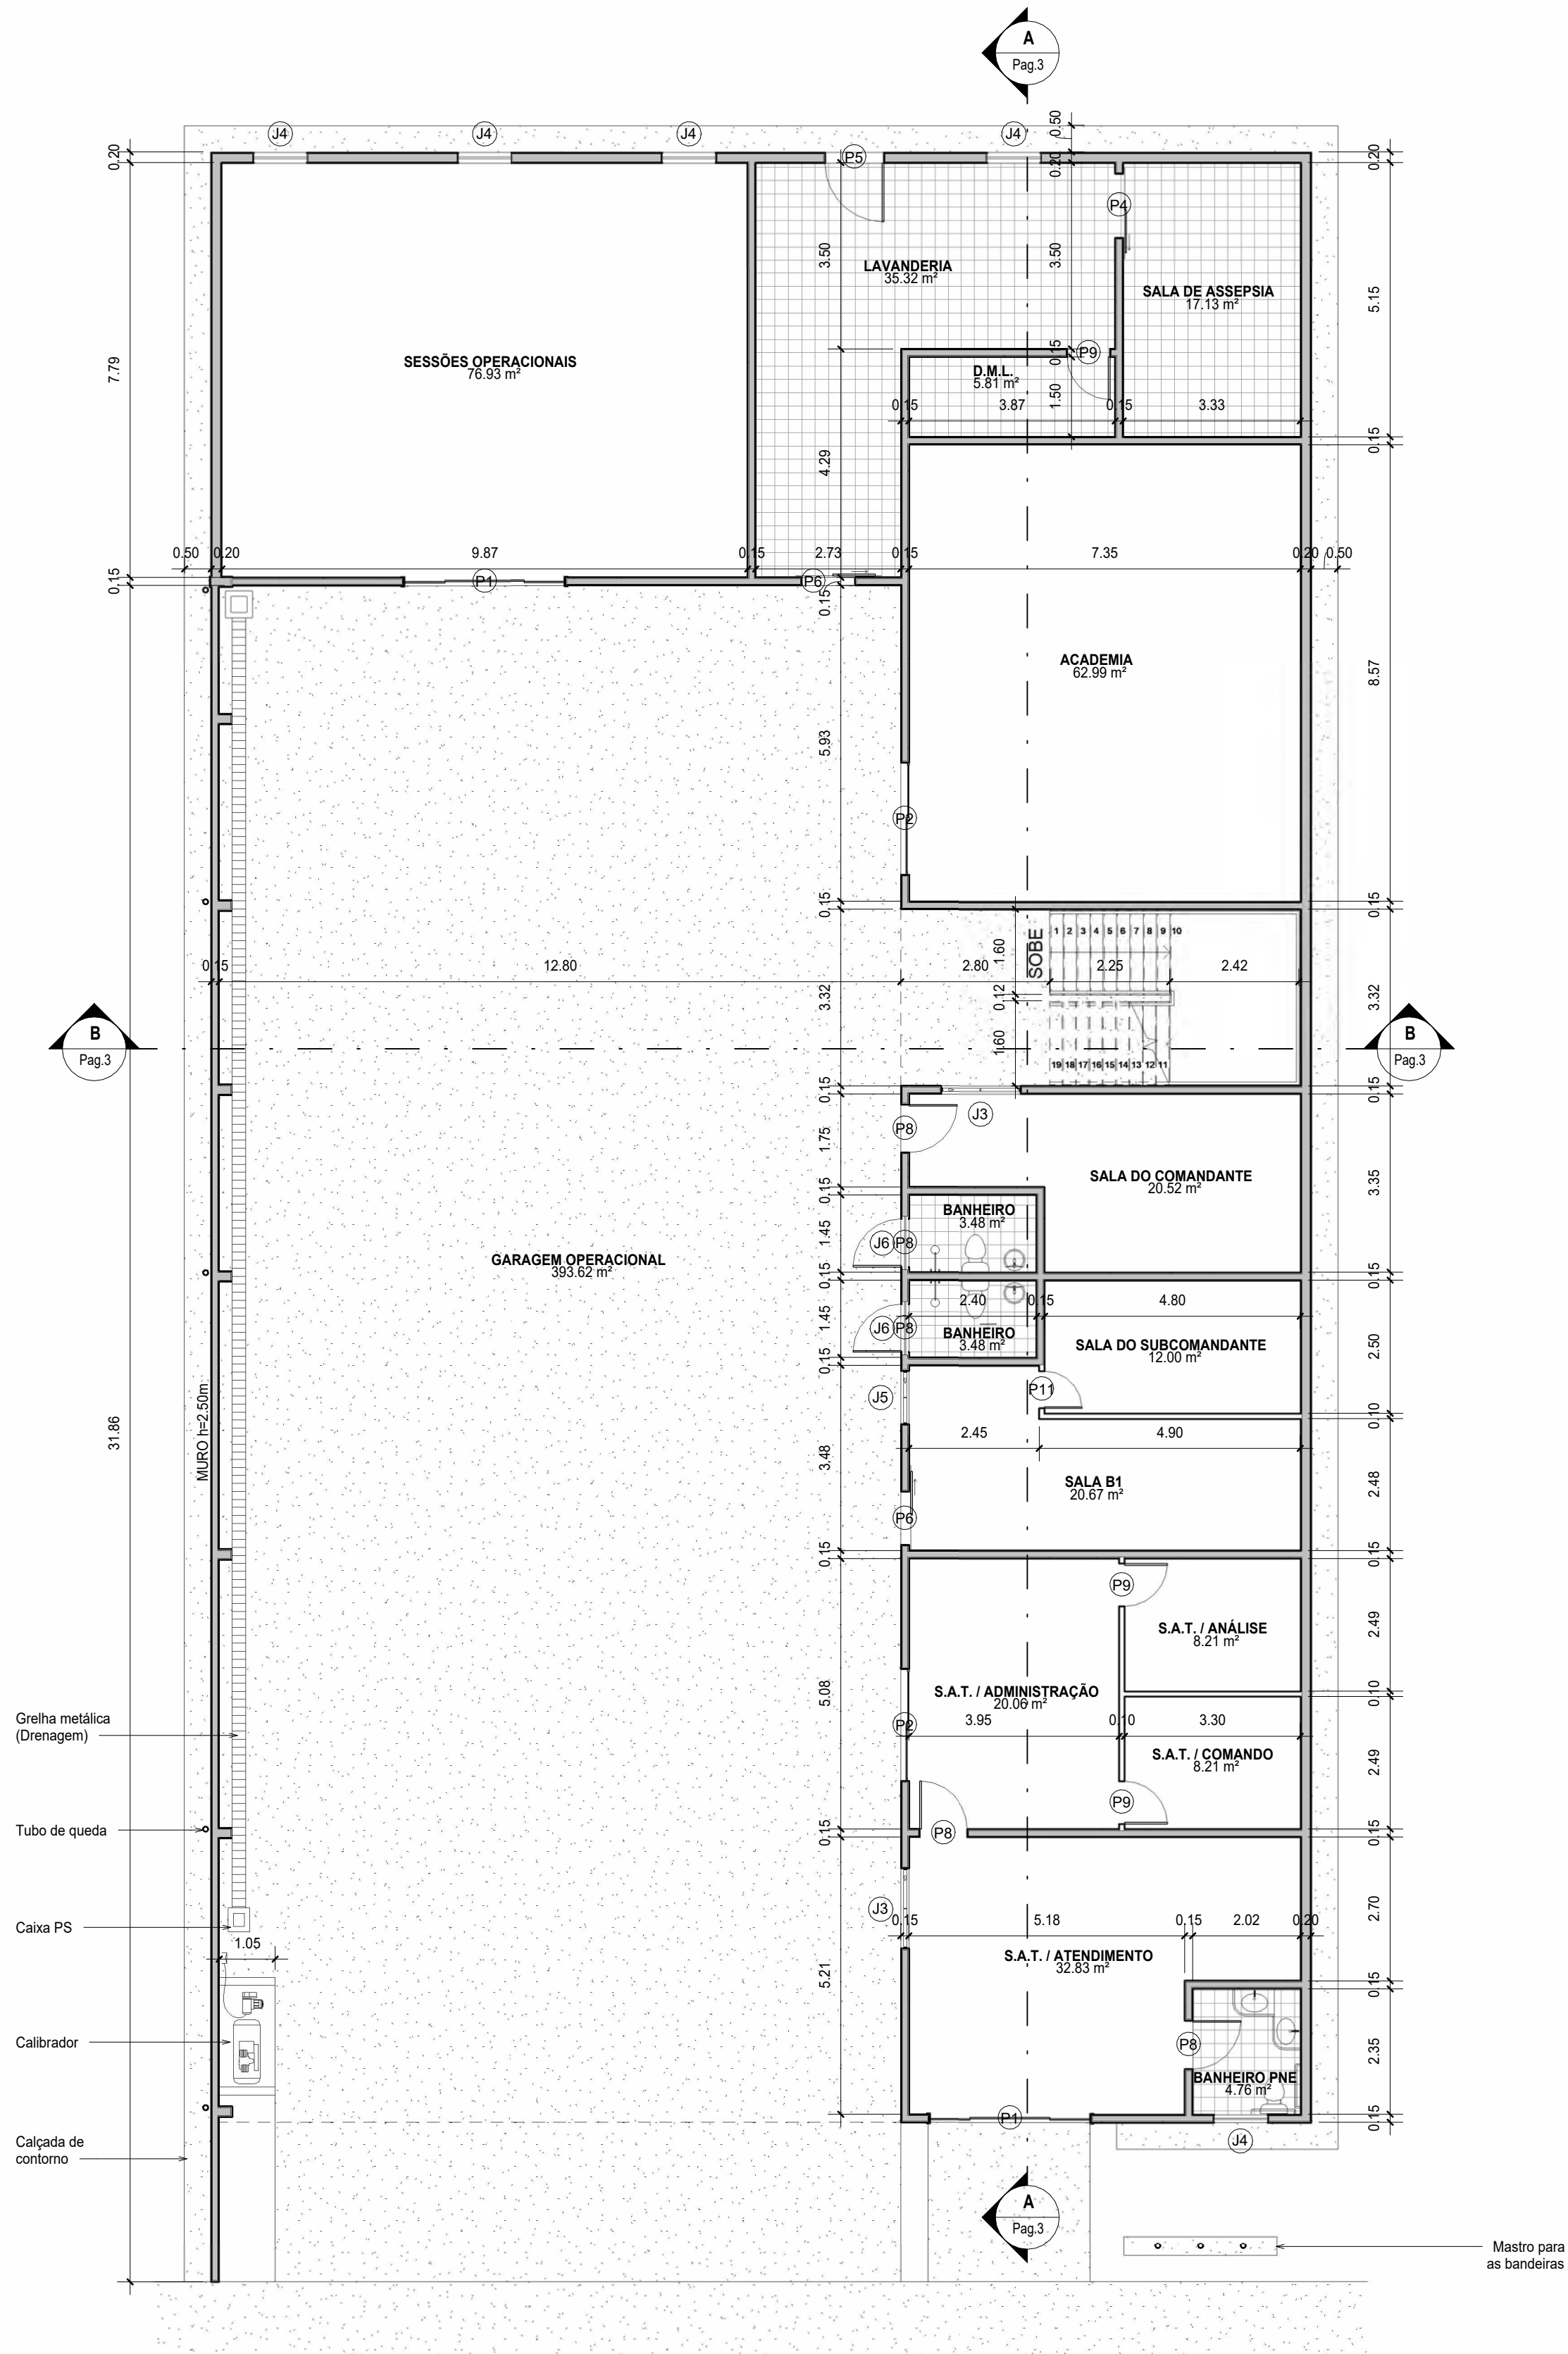 A
Pag.3
J4
J4
J4
J4
0.50
0.20
P5
0.20
0.20
P4
3.50
LAVANDERIA
35.32 m²
3.50
SALA DE ASSEPSIA
17.13 m²
5.15
SESSÕES OPERACIONAIS
76.93 m²
7.79
P9
0.15
D.M.L.
5.81 m²
1.50
0.15
3.87
0.15
3.33
0.15
4.29
0.50
0.20
9.87
0.15
2.73
0.15
7.35
0.20
0.50
0.15
P1
P6
0.15
ACADEMIA
62.99 m²
8.57
5.93
P2
0.15
0.15
SOBE
1 2 3 4 5 6 7 8 9 10
1.60
0.15
12.80
2.80
2.25
2.42
3.32
0.12
3.32
B
Pag.3
1.60
B
Pag.3
19 18 17 16 15 14 13 12 11
0.15
0.15
J3
P8
1.75
SALA DO COMANDANTE
20.52 m²
3.35
0.15
BANHEIRO
3.48 m²
1.45
J6
P8
GARAGEM OPERACIONAL
393.62 m²
0.15
0.15
2.40
0.15
4.80
1.45
J6
P8
BANHEIRO
3.48 m²
SALA DO SUBCOMANDANTE
12.00 m²
2.50
0.15
P11
J5
MURO h=2.50m
0.10
31.86
2.45
4.90
3.48
SALA B1
20.67 m²
2.48
P6
0.15
0.15
P9
S.A.T. / ANÁLISE
8.21 m²
2.49
S.A.T. / ADMINISTRAÇÃO
20.06 m²
5.08
0.10
Grelha metálica
(Drenagem)
P2
3.95
0.10
3.30
S.A.T. / COMANDO
8.21 m²
2.49
P9
Tubo de queda
0.15
P8
0.15
J3
Caixa PS
0.15
5.18
0.15
2.02
0.20
2.70
1.05
S.A.T. / ATENDIMENTO
32.83 m²
5.21
0.15
Calibrador
P8
2.35
BANHEIRO PNE
4.76 m²
P1
0.15
J4
Calçada de
contorno
A
Pag.3
Mastro para
as bandeiras